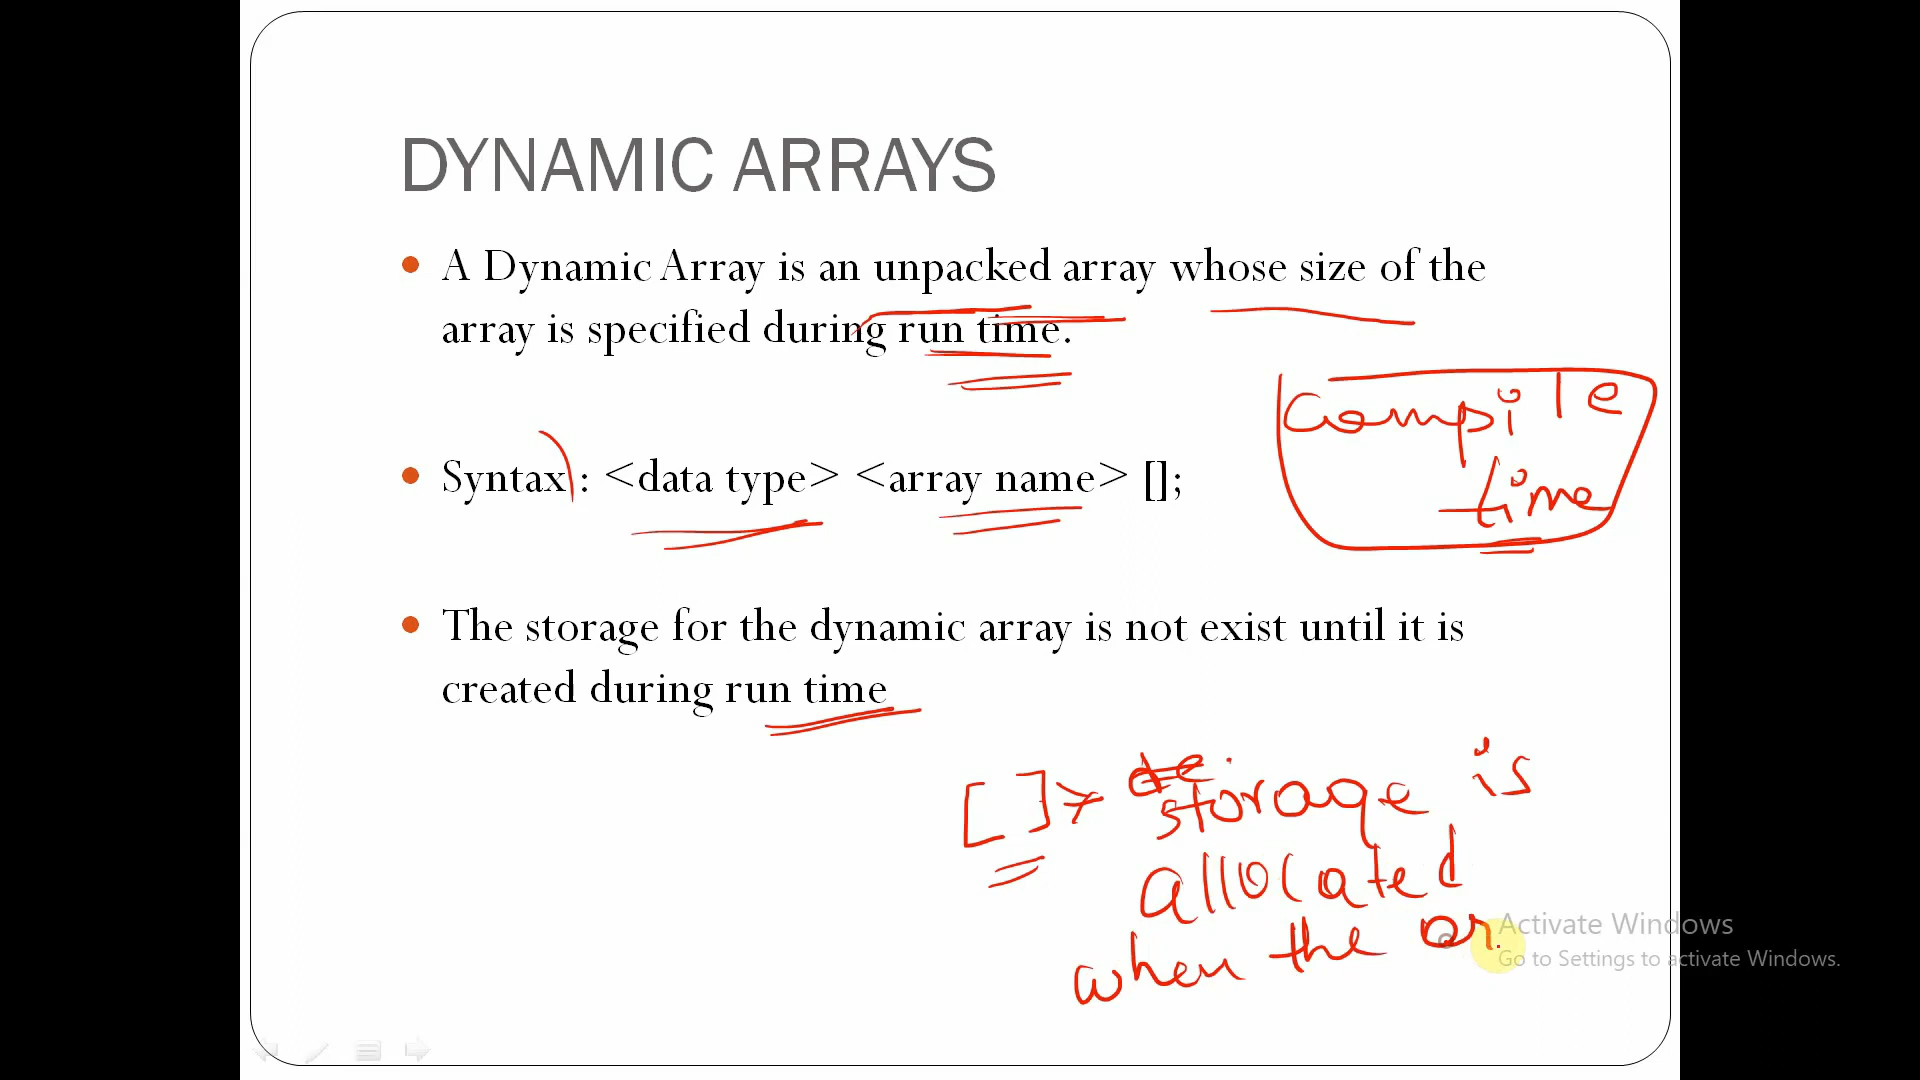 DYNAMIC ARRAYS
• A Dynamic Array is an unpacked array whose size of the
array is specified during run time.
compile
time
• Syntax : <data type> <array name> [];
• The storage for the dynamic array is not exist until it is
created during run time
[ ] → storage is
allocated
when the ar
Activate Windows
Go to Settings to activate Windows.